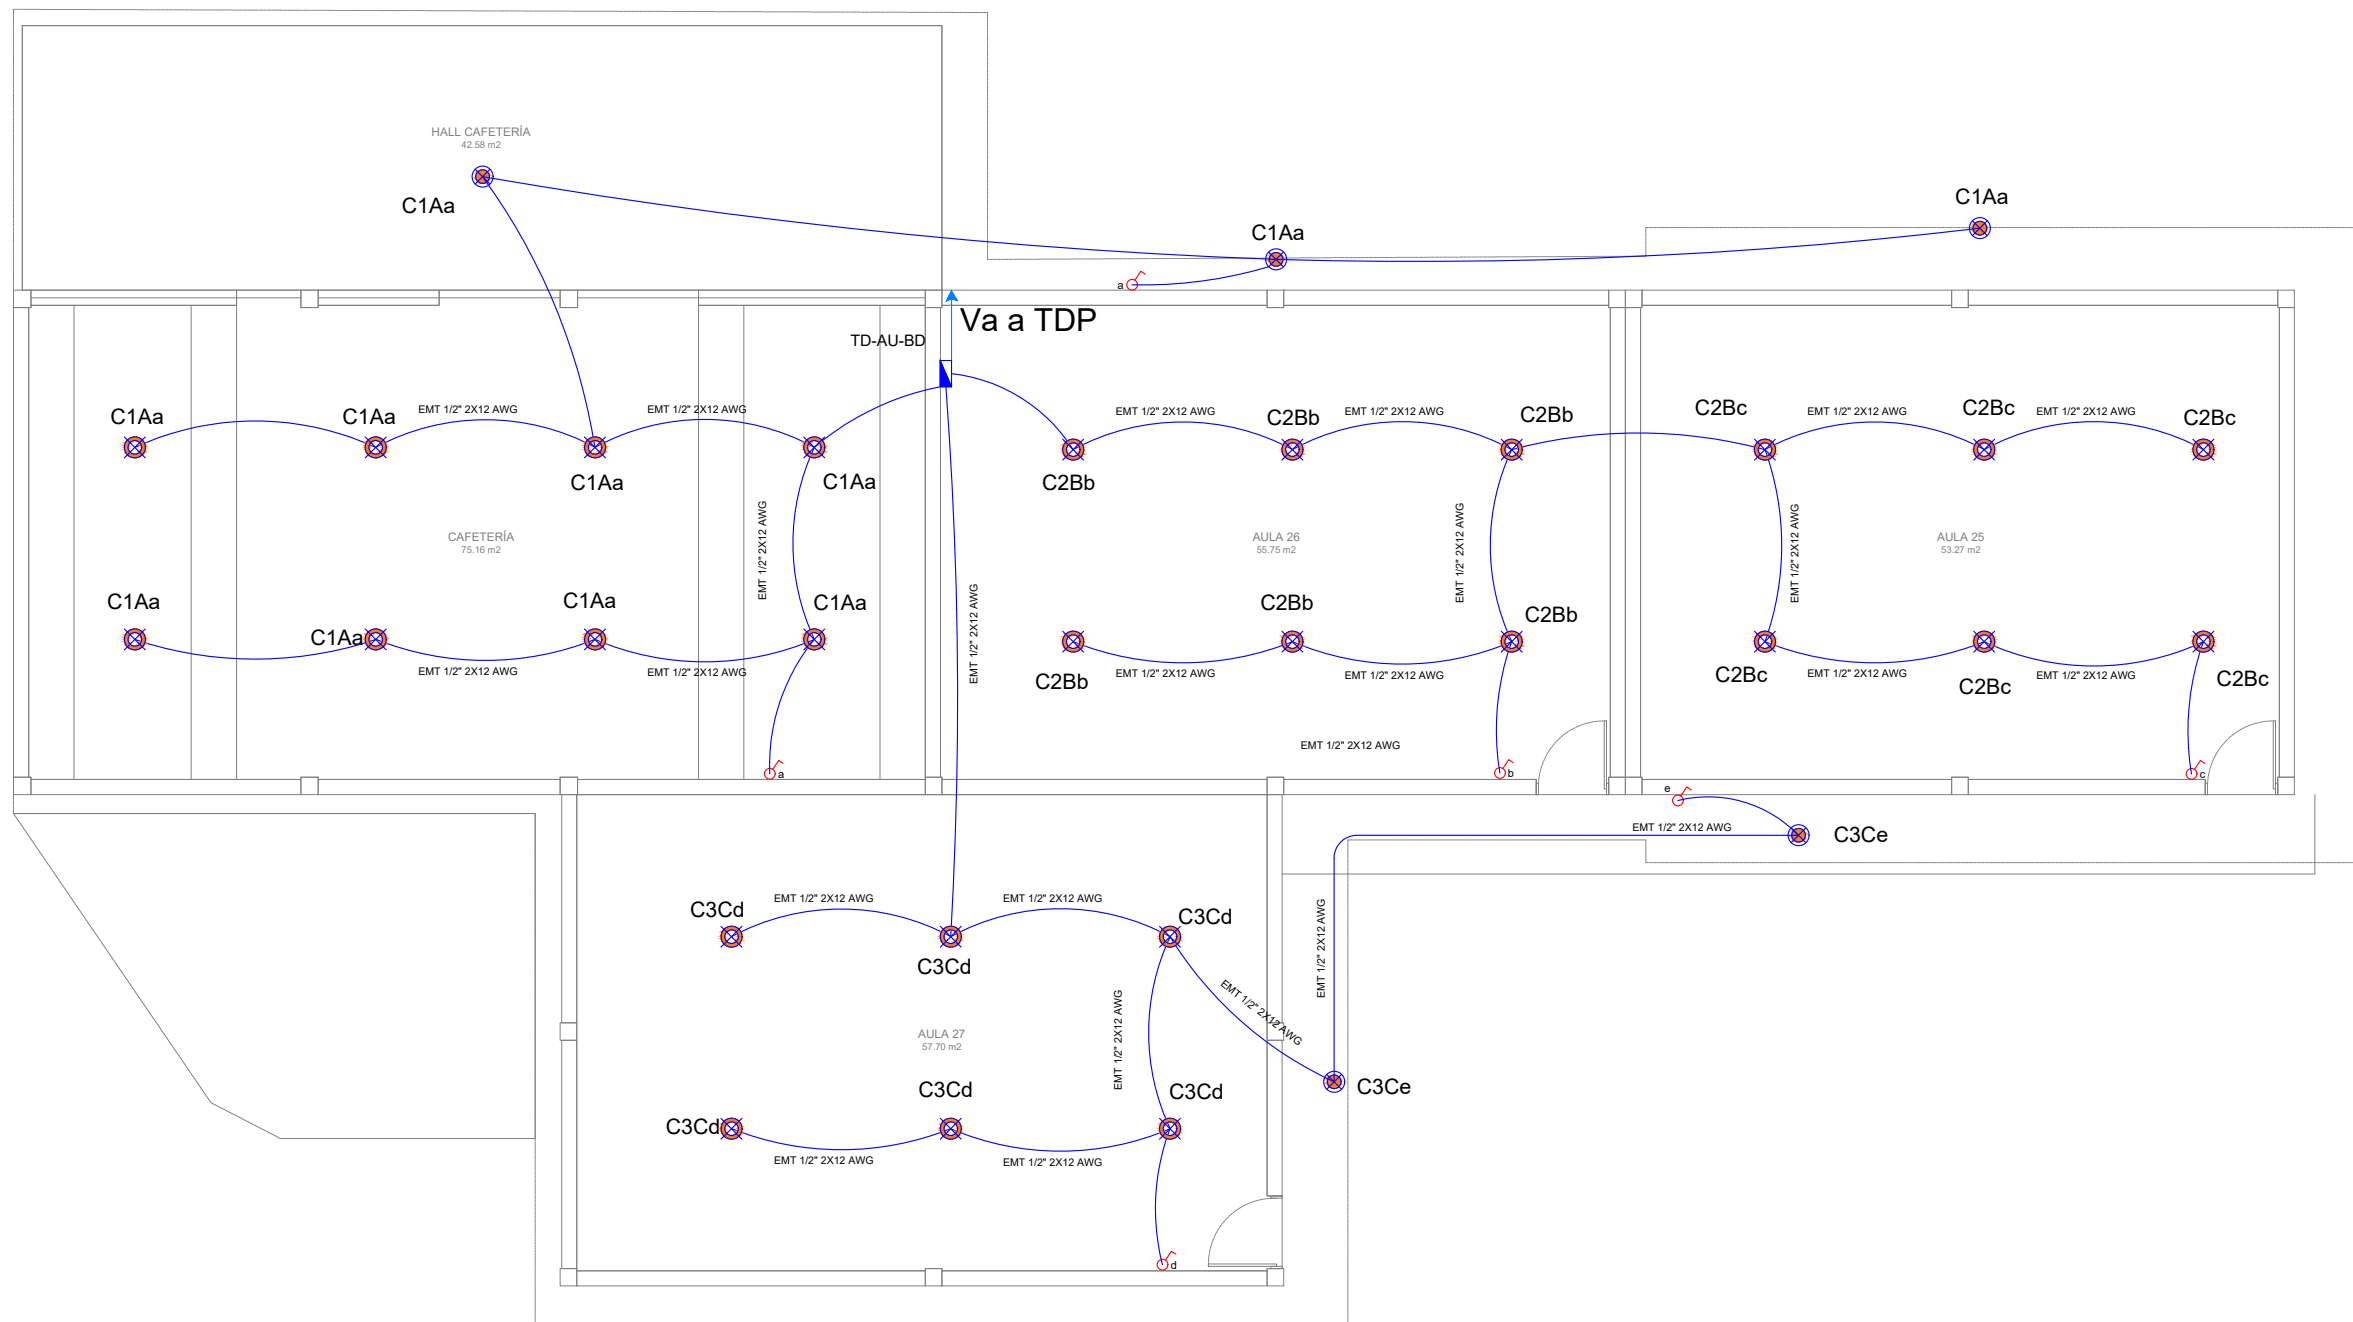 HALL CAFETERÍA
42.58 m2
C1Aa
C1Aa
C1Aa
a
Va a TDP
TD-AU-BD
C1Aa
C1Aa
EMT 1/2" 2X12 AWG
EMT 1/2" 2X12 AWG
C1Aa
C1Aa
EMT 1/2" 2X12 AWG
C2Bb
EMT 1/2" 2X12 AWG
C2Bb
EMT 1/2" 2X12 AWG
C2Bb
C2Bc
EMT 1/2" 2X12 AWG
C2Bc
EMT 1/2" 2X12 AWG
C2Bc
CAFETERÍA
75.16 m2
EMT 1/2" 2X12 AWG
AULA 26
55.75 m2
EMT 1/2" 2X12 AWG
EMT 1/2" 2X12 AWG
AULA 25
53.27 m2
C1Aa
C1Aa
C1Aa
C1Aa
EMT 1/2" 2X12 AWG
EMT 1/2" 2X12 AWG
a
EMT 1/2" 2X12 AWG
C2Bb
C2Bb
C2Bb
EMT 1/2" 2X12 AWG
EMT 1/2" 2X12 AWG
EMT 1/2" 2X12 AWG
b
C2Bc
EMT 1/2" 2X12 AWG
C2Bc
EMT 1/2" 2X12 AWG
C2Bc
c
e
EMT 1/2" 2X12 AWG
C3Ce
C3Cd
EMT 1/2" 2X12 AWG
C3Cd
EMT 1/2" 2X12 AWG
C3Cd
EMT 1/2" 2X12 AWG
EMT 1/2" 2X12 AWG
EMT 1/2" 2X12 AWG
AULA 27
57.70 m2
C3Ce
C3Cd
C3Cd
C3Cd
EMT 1/2" 2X12 AWG
EMT 1/2" 2X12 AWG
d